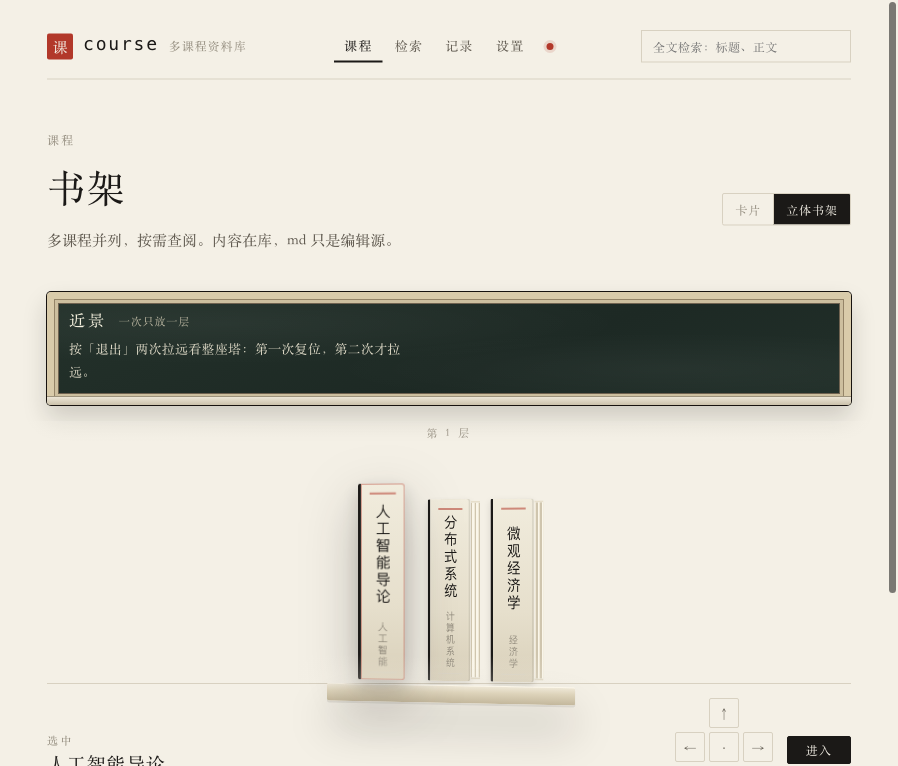 课 course 多课程资料库
课程 检索 记录 设置
全文检索：标题、正文
课程
书架
卡片 立体书架
多课程并列，按需查阅。内容在库，md 只是编辑源。
近景 一次只放一层
按「退出」两次拉远看整座塔：第一次复位，第二次才拉
远。
第 1 层
人工智能导论
人工智能
分布式系统
计算机系统
微观经济学
经济学
↑
← · →
进入
选中
人工智能导论